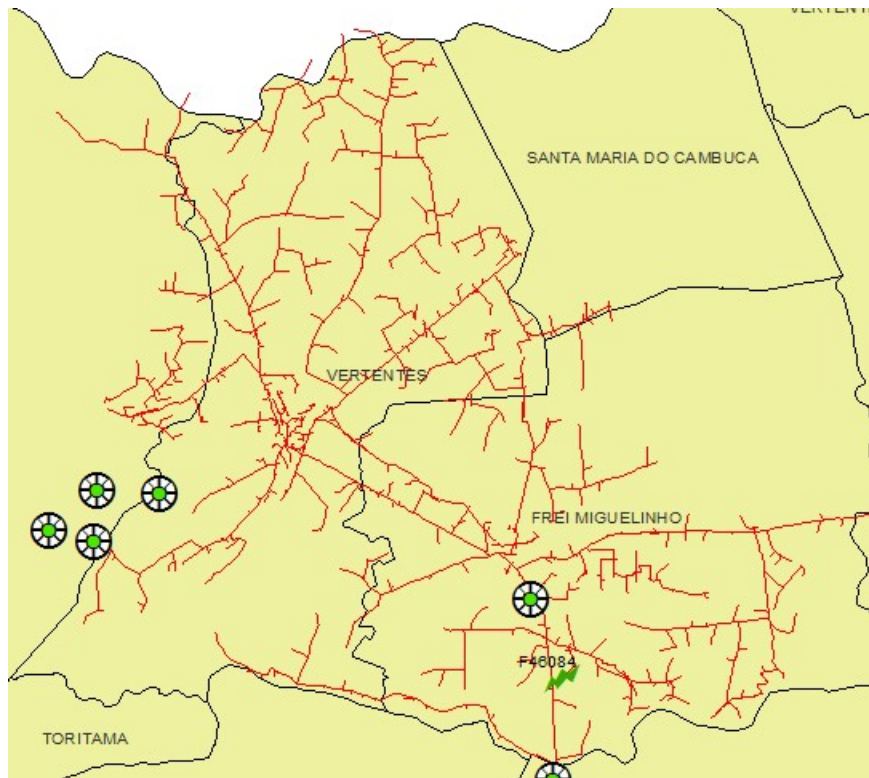 SANTA MARIA DO CAMBUCA
VERTENTES
FREI MIGUELINHO
F46084
TORITAMA